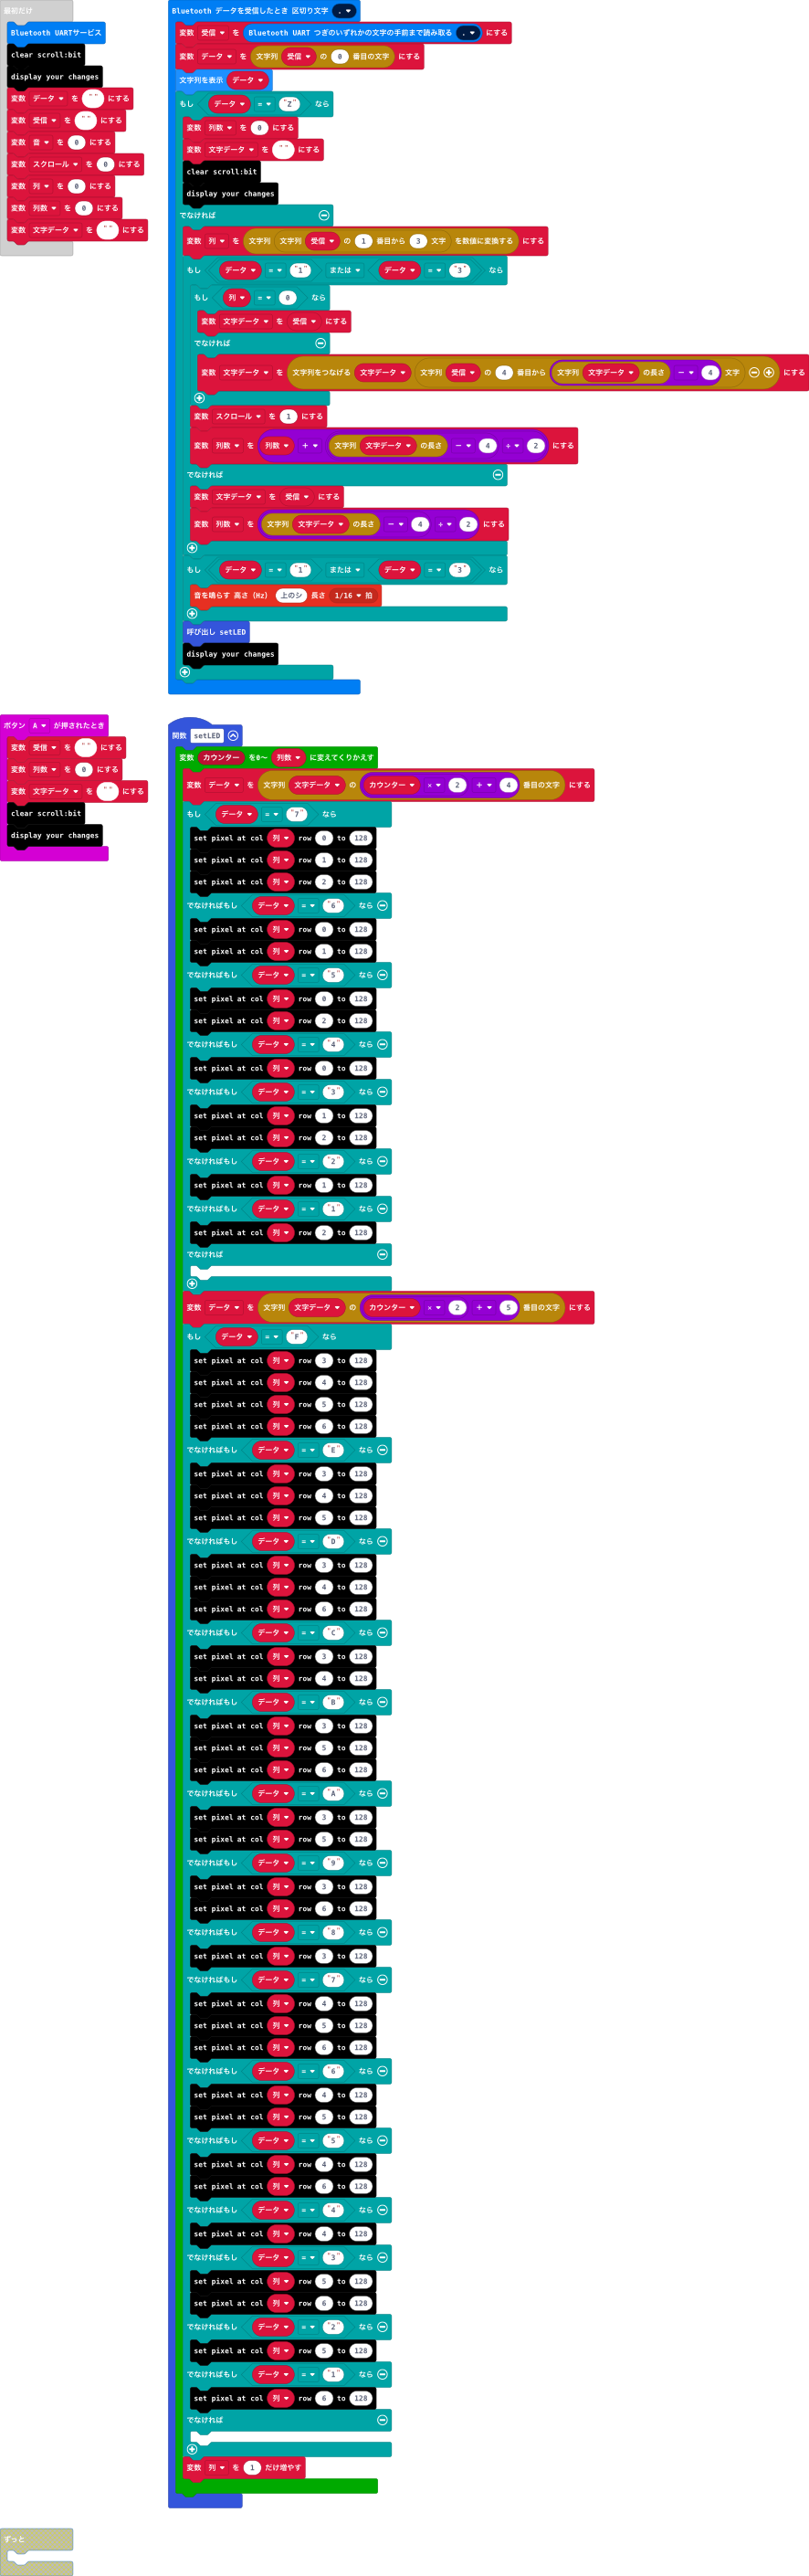 最初だけ
Bluetooth UARTサービス
clear scroll:bit
display your changes
変数 データ を " " にする
変数 受信 を " " にする
変数 音 を 0 にする
変数 スクロール を 0 にする
変数 列 を 0 にする
変数 列数 を 0 にする
変数 文字データ を " " にする
Bluetooth データを受信したとき 区切り文字 .
変数 受信 を Bluetooth UART つぎのいずれかの文字の手前まで読み取る . にする
変数 データ を 文字列 受信 の 0 番目の文字 にする
文字列を表示 データ
もし データ = "Z" なら
変数 列数 を 0 にする
変数 文字データ を " " にする
clear scroll:bit
display your changes
でなければ
変数 列 を 文字列 文字列 受信 の 1 番目から 3 文字 を数値に変換する にする
もし データ = "1" または データ = "3" なら
もし 列 = 0 なら
変数 文字データ を 受信 にする
でなければ
変数 文字データ を 文字列をつなげる 文字データ 文字列 受信 の 4 番目から 文字列 文字データ の長さ - 4 文字 にする
変数 スクロール を 1 にする
変数 列数 を 列数 + 文字列 文字データ の長さ - 4 ÷ 2 にする
でなければ
変数 文字データ を 受信 にする
変数 列数 を 文字列 文字データ の長さ - 4 ÷ 2 にする
もし データ = "1" または データ = "3" なら
音を鳴らす 高さ (Hz) 上のシ 長さ 1/16 拍
呼び出し setLED
display your changes
ボタン A が押されたとき
変数 受信 を " " にする
変数 列数 を 0 にする
変数 文字データ を " " にする
clear scroll:bit
display your changes
関数 setLED
変数 カウンター を0～ 列数 に変えてくりかえす
変数 データ を 文字列 文字データ の カウンター × 2 + 4 番目の文字 にする
もし データ = "7" なら
set pixel at col 列 row 0 to 128
set pixel at col 列 row 1 to 128
set pixel at col 列 row 2 to 128
でなければもし データ = "6" なら
set pixel at col 列 row 0 to 128
set pixel at col 列 row 1 to 128
でなければもし データ = "5" なら
set pixel at col 列 row 0 to 128
set pixel at col 列 row 2 to 128
でなければもし データ = "4" なら
set pixel at col 列 row 0 to 128
でなければもし データ = "3" なら
set pixel at col 列 row 1 to 128
set pixel at col 列 row 2 to 128
でなければもし データ = "2" なら
set pixel at col 列 row 1 to 128
でなければもし データ = "1" なら
set pixel at col 列 row 2 to 128
でなければ
変数 データ を 文字列 文字データ の カウンター × 2 + 5 番目の文字 にする
もし データ = "F" なら
set pixel at col 列 row 3 to 128
set pixel at col 列 row 4 to 128
set pixel at col 列 row 5 to 128
set pixel at col 列 row 6 to 128
でなければもし データ = "E" なら
set pixel at col 列 row 3 to 128
set pixel at col 列 row 4 to 128
set pixel at col 列 row 5 to 128
でなければもし データ = "D" なら
set pixel at col 列 row 3 to 128
set pixel at col 列 row 4 to 128
set pixel at col 列 row 6 to 128
でなければもし データ = "C" なら
set pixel at col 列 row 3 to 128
set pixel at col 列 row 4 to 128
でなければもし データ = "B" なら
set pixel at col 列 row 3 to 128
set pixel at col 列 row 5 to 128
set pixel at col 列 row 6 to 128
でなければもし データ = "A" なら
set pixel at col 列 row 3 to 128
set pixel at col 列 row 5 to 128
でなければもし データ = "9" なら
set pixel at col 列 row 3 to 128
set pixel at col 列 row 6 to 128
でなければもし データ = "8" なら
set pixel at col 列 row 3 to 128
でなければもし データ = "7" なら
set pixel at col 列 row 4 to 128
set pixel at col 列 row 5 to 128
set pixel at col 列 row 6 to 128
でなければもし データ = "6" なら
set pixel at col 列 row 4 to 128
set pixel at col 列 row 5 to 128
でなければもし データ = "5" なら
set pixel at col 列 row 4 to 128
set pixel at col 列 row 6 to 128
でなければもし データ = "4" なら
set pixel at col 列 row 4 to 128
でなければもし データ = "3" なら
set pixel at col 列 row 5 to 128
set pixel at col 列 row 6 to 128
でなければもし データ = "2" なら
set pixel at col 列 row 5 to 128
でなければもし データ = "1" なら
set pixel at col 列 row 6 to 128
でなければ
変数 列 を 1 だけ増やす
ずっと